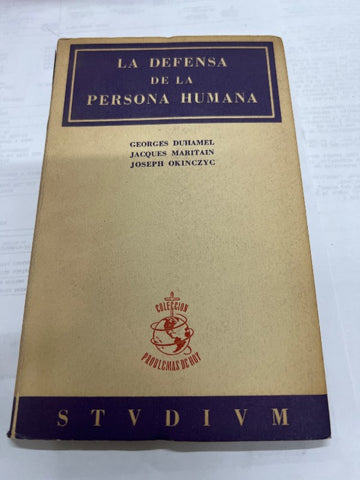 LA DEFENSA
DE LA
PERSONA HUMANA
GEORGES DUHAMEL
JACQUES MARITAIN
JOSEPH OKINCZYC
COLECCION
PROBLEMAS DE HOY
STVDIVM